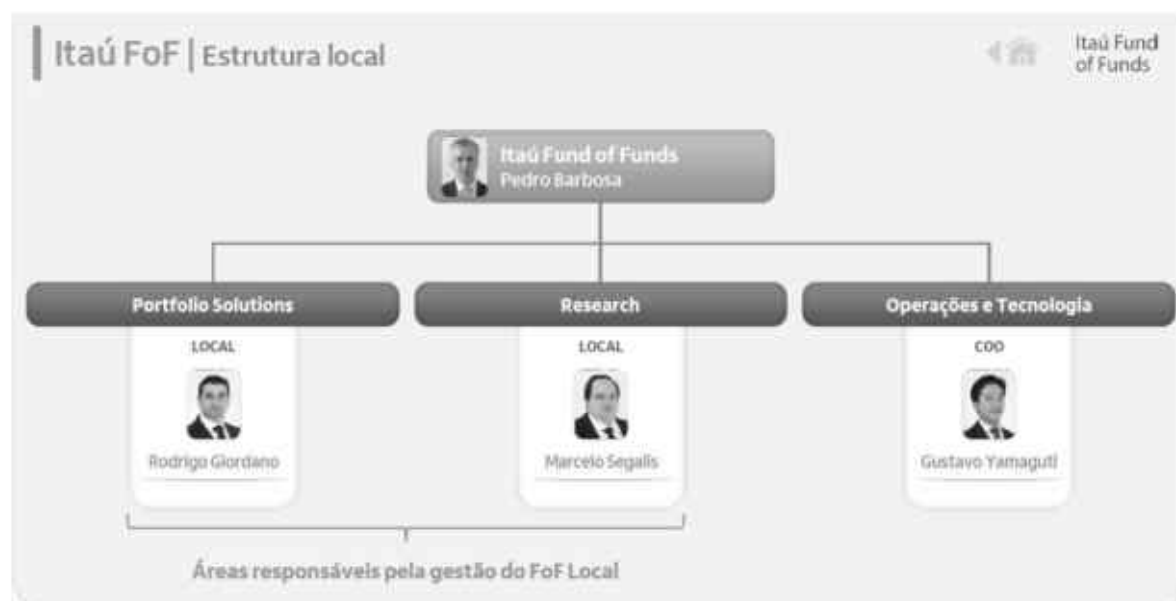 Itaú FoF | Estrutura local
Itaú Fund
of Funds
Itaú Fund of Funds
Pedro Barbosa
Portfolio Solutions
Research
Operações e Tecnologia
LOCAL
LOCAL
COO
Rodrigo Giordano
Marcelo Segalis
Gustavo Yamaguti
Áreas responsáveis pela gestão do FoF Local